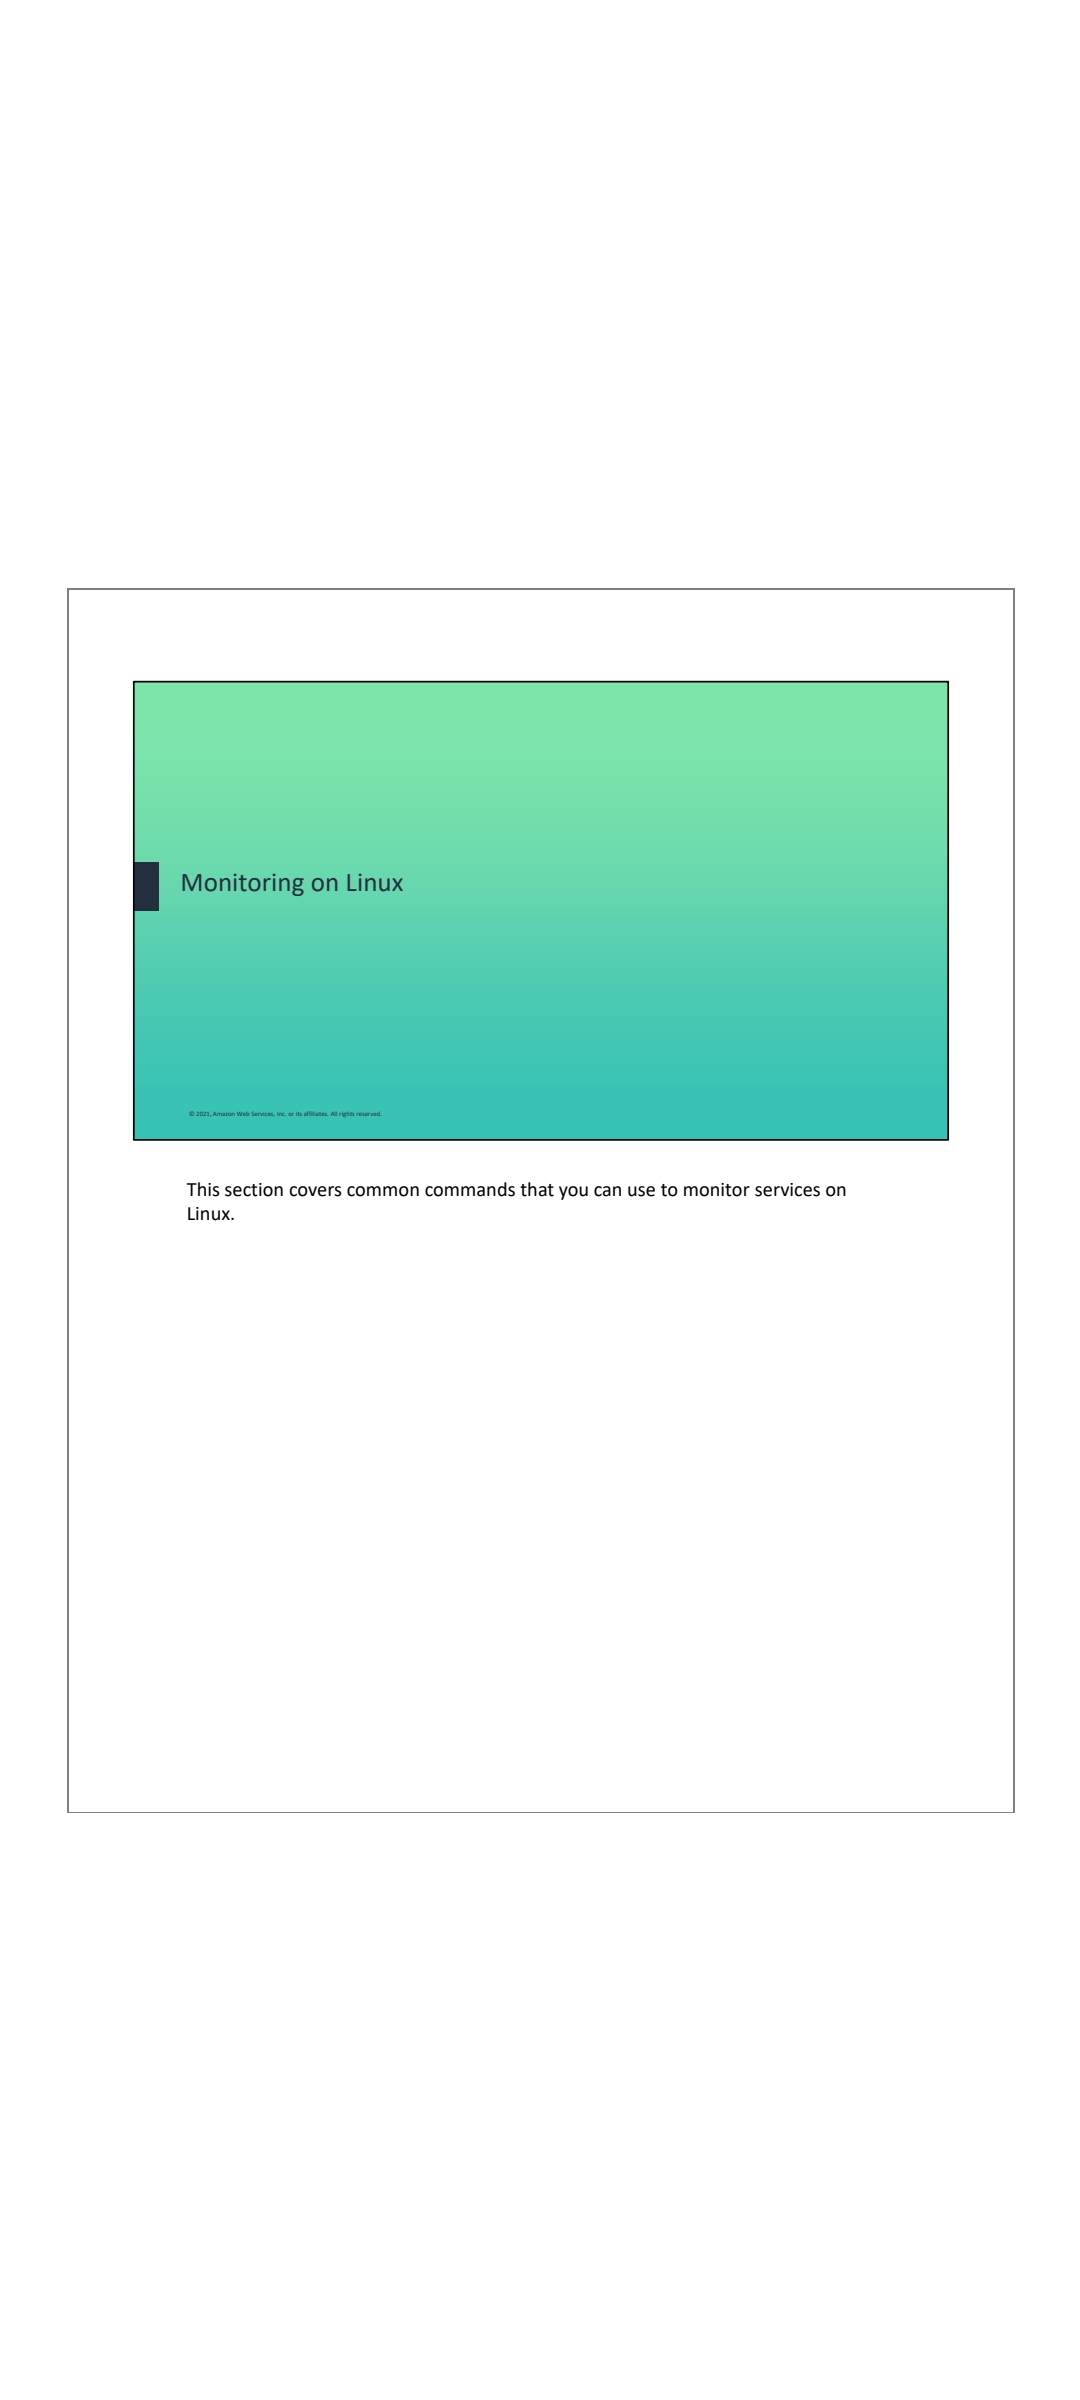 Monitoring on Linux
© 2021, Amazon Web Services, Inc. or its affiliates. All rights reserved.
This section covers common commands that you can use to monitor services on
Linux.